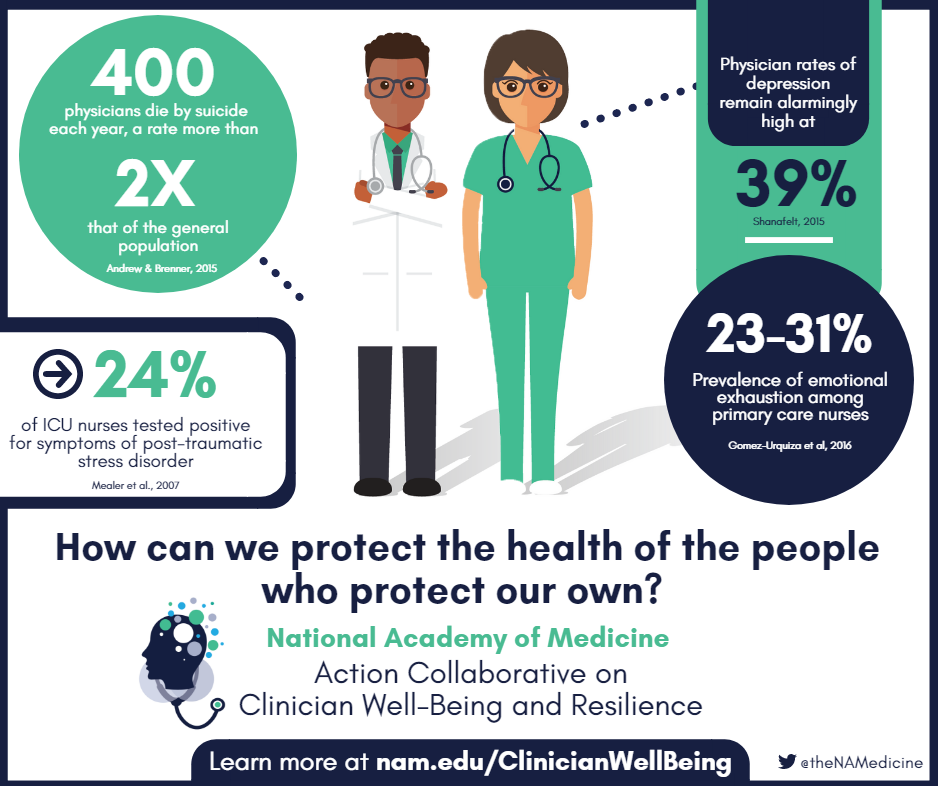 400
physicians die by suicide
each year, a rate more than
2X
that of the general
population
Andrew & Brenner, 2015
24%
of ICU nurses tested positive
for symptoms of post-traumatic
stress disorder
Mealer et al., 2007
Physician rates of
depression
remain alarmingly
high at
39%
Shanafelt, 2015
23-31%
Prevalence of emotional
exhaustion among
primary care nurses
Gomez-Urquiza et al, 2016
How can we protect the health of the people
who protect our own?
National Academy of Medicine
Action Collaborative on
Clinician Well-Being and Resilience
Learn more at nam.edu/ClinicianWellBeing
@theNAMedicine